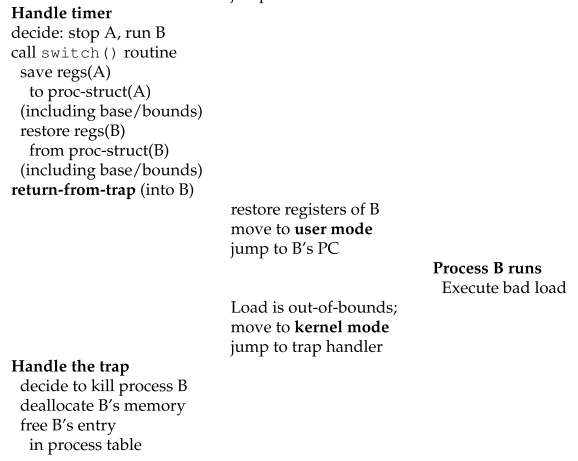 Handle timer
decide: stop A, run B
call switch() routine
save regs(A)
to proc-struct(A)
(including base/bounds)
restore regs(B)
from proc-struct(B)
(including base/bounds)
return-from-trap (into B)
restore registers of B
move to user mode
jump to B's PC
Process B runs
Execute bad load
Load is out-of-bounds;
move to kernel mode
jump to trap handler
Handle the trap
decide to kill process B
deallocate B's memory
free B's entry
in process table